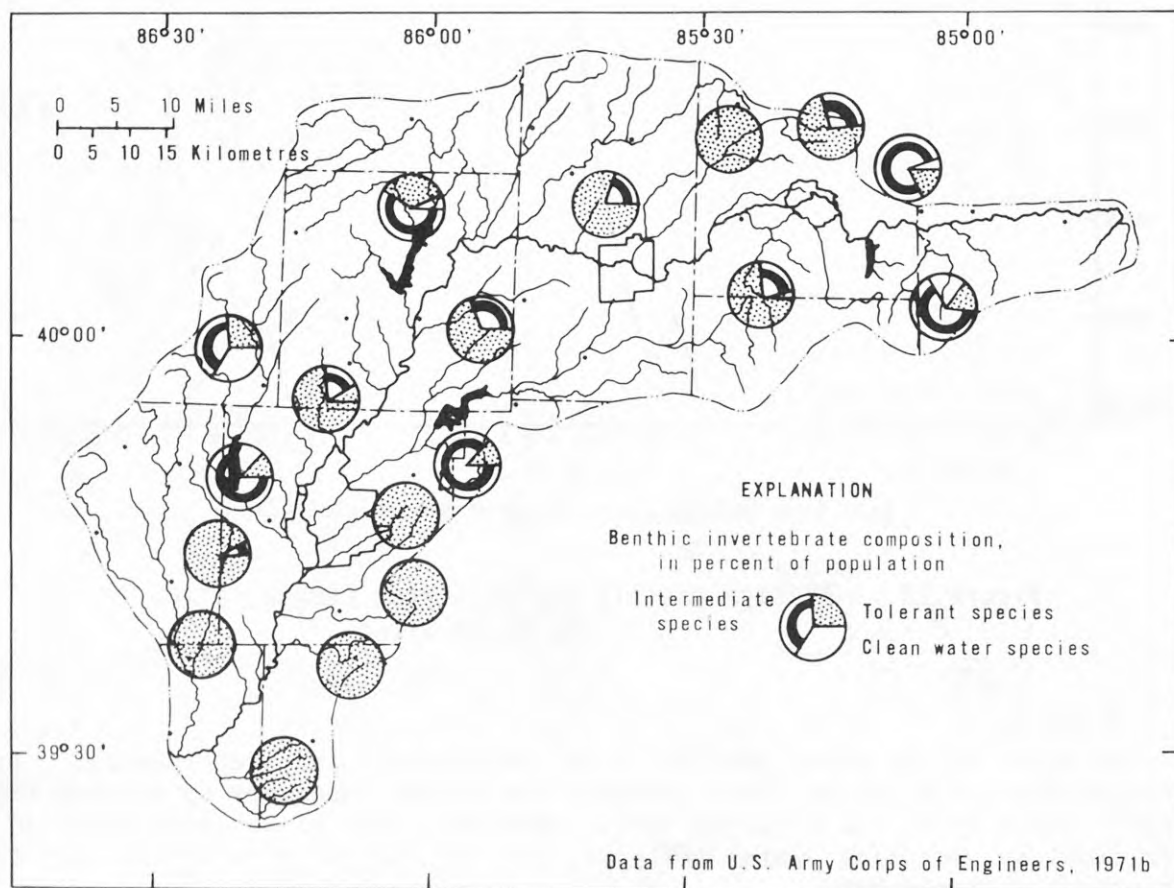 86°30' 86°00' 85°30' 85°00'
0 5 10 Miles
0 5 10 15 Kilometres
40°00'
39°30'
EXPLANATION
Benthic invertebrate composition,
in percent of population
Intermediate
species
Tolerant species
Clean water species
Data from U.S. Army Corps of Engineers, 1971b